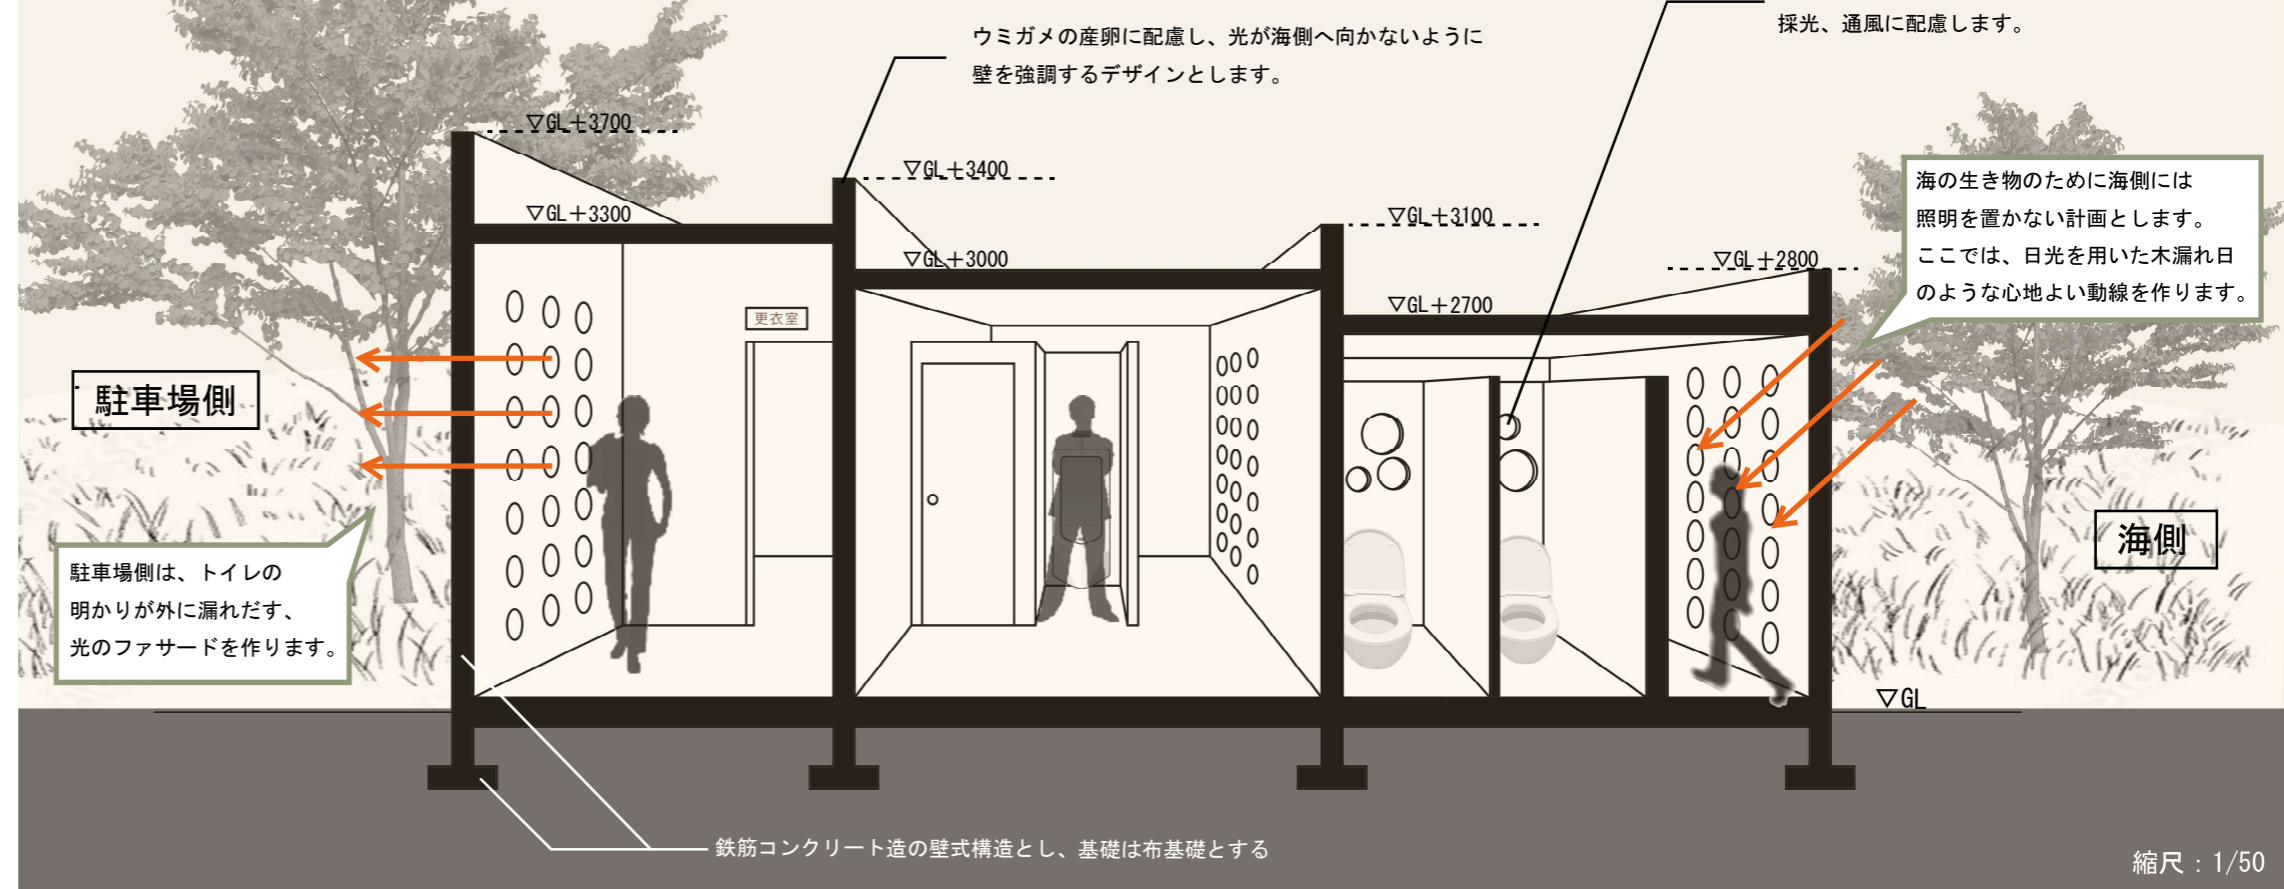 ウミガメの産卵に配慮し、光が海側へ向かないように
壁を強調するデザインとします。
採光、通風に配慮します。
▽GL+3700
▽GL+3400
▽GL+3300
▽GL+3100
▽GL+3000
▽GL+2800
▽GL+2700
海の生き物のために海側には
照明を置かない計画とします。
ここでは、日光を用いた木漏れ日
のような心地よい動線を作ります。
更衣室
駐車場側
海側
駐車場側は、トイレの
明かりが外に漏れだす、
光のファサードを作ります。
▽GL
鉄筋コンクリート造の壁式構造とし、基礎は布基礎とする
縮尺：1/50